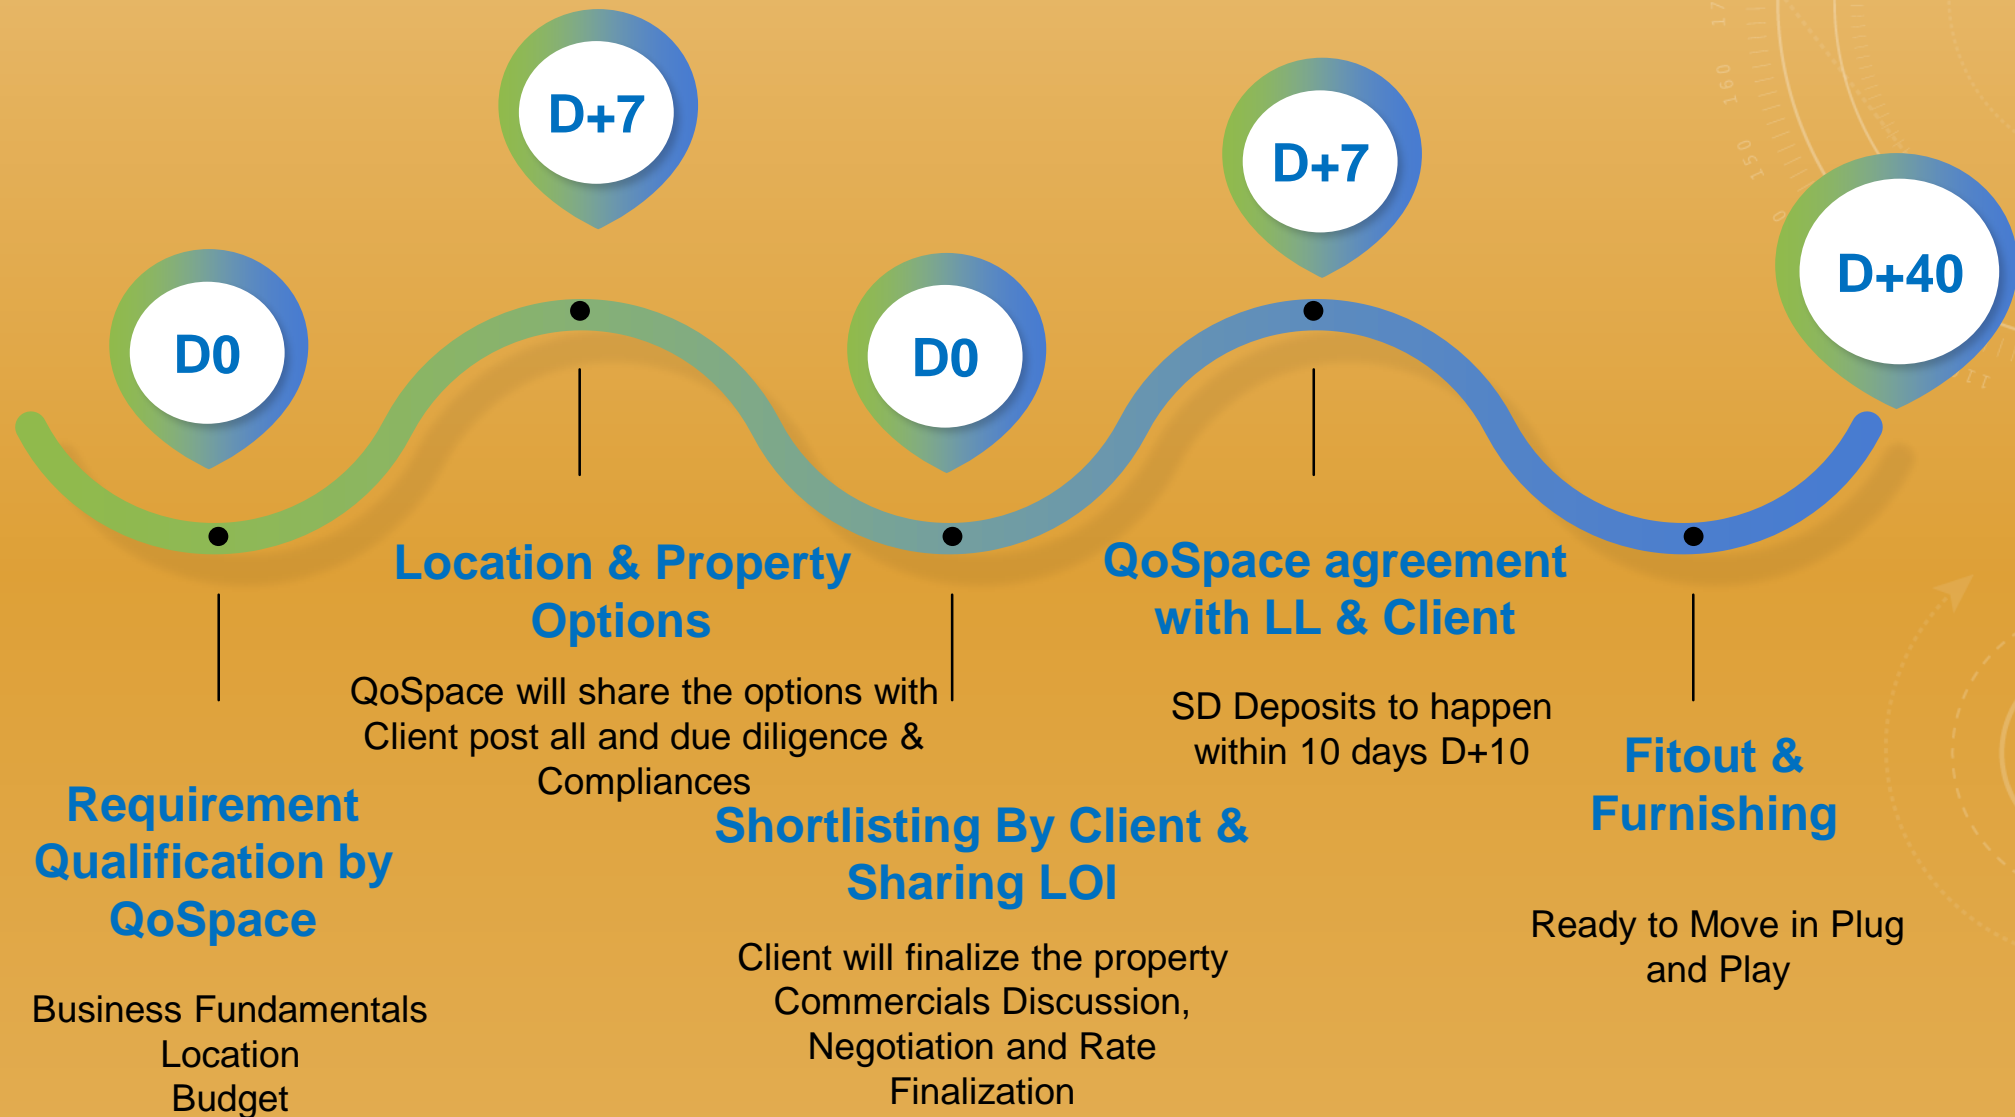 D0
Requirement
Qualification by
QoSpace
Business Fundamentals
Location
Budget
D+7
Location & Property
Options
QoSpace will share the options with
Client post all and due diligence &
Compliances
D0
Shortlisting By Client &
Sharing LOI
Client will finalize the property
Commercials Discussion,
Negotiation and Rate
Finalization
D+7
QoSpace agreement
with LL & Client
SD Deposits to happen
within 10 days D+10
D+40
Fitout &
Furnishing
Ready to Move in Plug
and Play
160
150